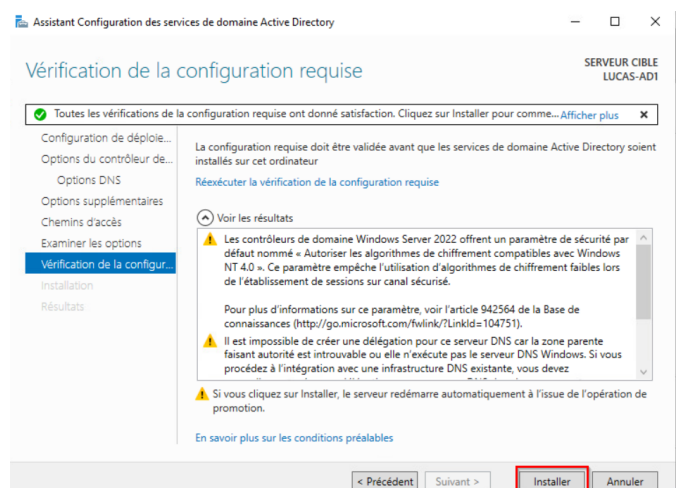 Assistant Configuration des services de domaine Active Directory
Vérification de la configuration requise
SERVEUR CIBLE
LUCAS-AD1
Toutes les vérifications de la configuration requise ont donné satisfaction. Cliquez sur Installer pour comme... Afficher plus
Configuration de déploie...
Options du contrôleur de...
Options DNS
Options supplémentaires
Chemins d'accès
Examiner les options
Vérification de la configur...
Installation
Résultats
La configuration requise doit être validée avant que les services de domaine Active Directory soient
installés sur cet ordinateur
Réexécuter la vérification de la configuration requise
Voir les résultats
Les contrôleurs de domaine Windows Server 2022 offrent un paramètre de sécurité par
défaut nommé « Autoriser les algorithmes de chiffrement compatibles avec Windows
NT 4.0 ». Ce paramètre empêche l'utilisation d'algorithmes de chiffrement faibles lors
de l'établissement de sessions sur canal sécurisé.
Pour plus d'informations sur ce paramètre, voir l'article 942564 de la Base de
connaissances (http://go.microsoft.com/fwlink/?LinkId=104751).
Il est impossible de créer une délégation pour ce serveur DNS car la zone parente
faisant autorité est introuvable ou elle n'exécute pas le serveur DNS Windows. Si vous
procédez à l'intégration avec une infrastructure DNS existante, vous devez
Si vous cliquez sur Installer, le serveur redémarre automatiquement à l'issue de l'opération de
promotion.
En savoir plus sur les conditions préalables
< Précédent
Suivant >
Installer
Annuler